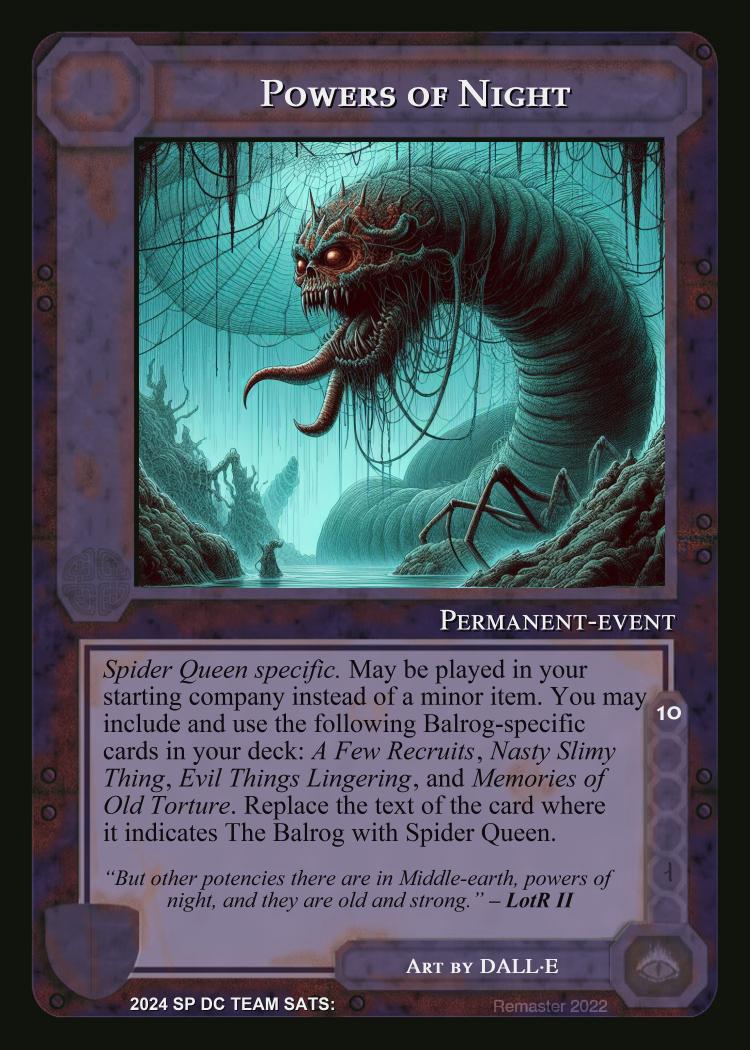 Powers of Night
Permanent-event
Spider Queen specific. May be played in your
starting company instead of a minor item. You may
include and use the following Balrog-specific
cards in your deck: A Few Recruits, Nasty Slimy
Thing, Evil Things Lingering, and Memories of
Old Torture. Replace the text of the card where
it indicates The Balrog with Spider Queen.
10
“But other potencies there are in Middle-earth, powers of
night, and they are old and strong.” – LotR II
Art by DALL·E
2024 SP DC TEAM SATS:
Remaster 2022